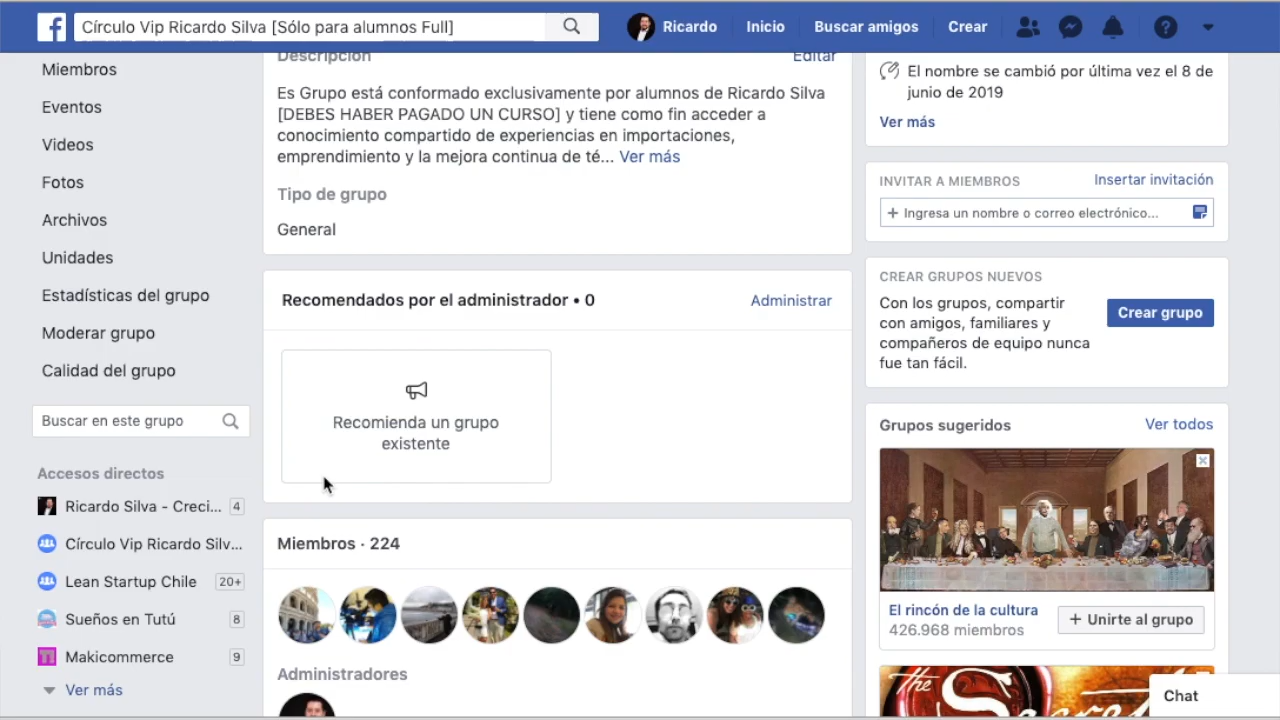 Círculo Vip Ricardo Silva [Sólo para alumnos Full]
Ricardo
Inicio
Buscar amigos
Crear
Miembros
Eventos
Videos
Fotos
Archivos
Unidades
Estadísticas del grupo
Moderar grupo
Calidad del grupo
Buscar en este grupo
Accesos directos
Ricardo Silva - Creci... 4
Círculo Vip Ricardo Silv...
Lean Startup Chile 20+
Sueños en Tutú 8
Makicommerce 9
Ver más
Descripción
Editar
Es Grupo está conformado exclusivamente por alumnos de Ricardo Silva
[DEBES HABER PAGADO UN CURSO] y tiene como fin acceder a
conocimiento compartido de experiencias en importaciones,
emprendimiento y la mejora continua de té... Ver más
Tipo de grupo
General
Recomendados por el administrador • 0
Administrar
Recomienda un grupo
existente
Miembros · 224
Administradores
El nombre se cambió por última vez el 8 de
junio de 2019
Ver más
INVITAR A MIEMBROS
Insertar invitación
+ Ingresa un nombre o correo electrónico...
CREAR GRUPOS NUEVOS
Con los grupos, compartir
con amigos, familiares y
compañeros de equipo nunca
fue tan fácil.
Crear grupo
Grupos sugeridos
Ver todos
El rincón de la cultura
426.968 miembros
+ Unirte al grupo
the
Secret
Chat